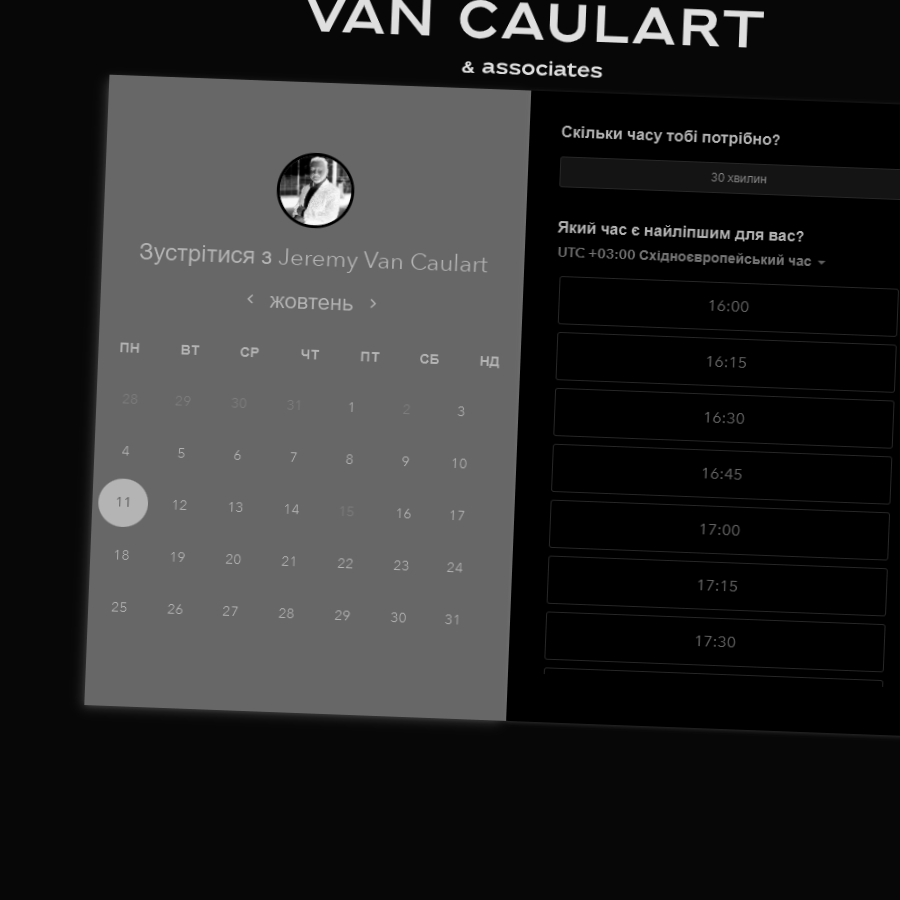 VAN CAULART
& associates
Зустрітися з Jeremy Van Caulart
‹ жовтень ›
ПН ВТ СР ЧТ ПТ СБ НД
28 29 30 31 1 2 3
4 5 6 7 8 9 10
11 12 13 14 15 16 17
18 19 20 21 22 23 24
25 26 27 28 29 30 31
Скільки часу тобі потрібно?
30 хвилин
Який час є найліпшим для вас?
UTC +03:00 Східноєвропейський час
16:00
16:15
16:30
16:45
17:00
17:15
17:30